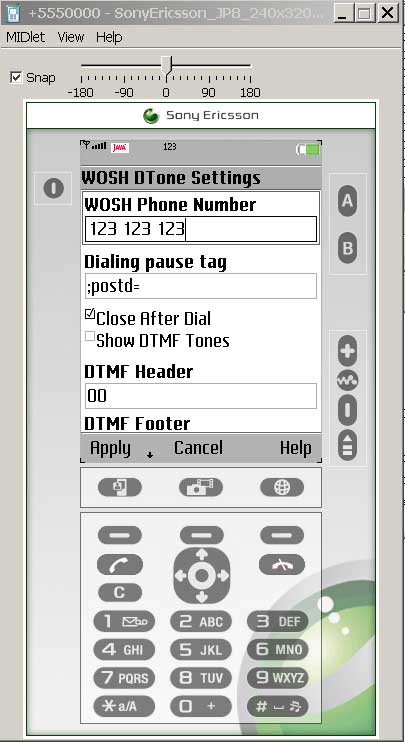 +5550000 - SonyEricsson_JP8_240x320...
MIDlet View Help
Snap
-180 -90 0 90 180
Sony Ericsson
JAVA 123
WOSH DTone Settings
WOSH Phone Number
123 123 123
Dialing pause tag
;postd=
Close After Dial
Show DTMF Tones
DTMF Header
00
DTMF Footer
Apply Cancel Help
A
B
C
1 2 ABC 3 DEF
4 GHI 5 JKL 6 MNO
7 PQRS 8 TUV 9 WXYZ
* a/A 0 + #